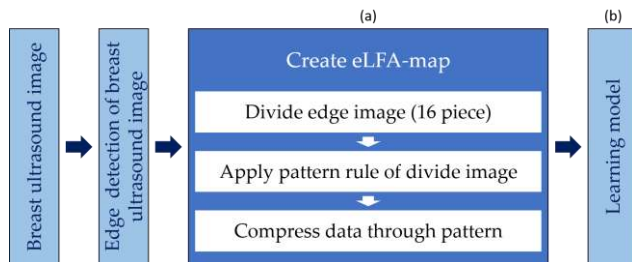 (a)
(b)
Breast ultrasound image
Edge detection of breast
ultrasound image
Create eLFA-map
Divide edge image (16 piece)
Apply pattern rule of divide image
Compress data through pattern
Learning model